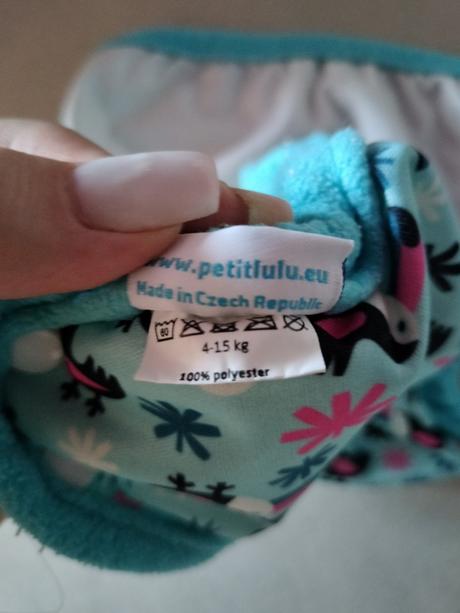 www.petitlulu.eu
Made in Czech Republic
60
4-15 kg
100% polyester